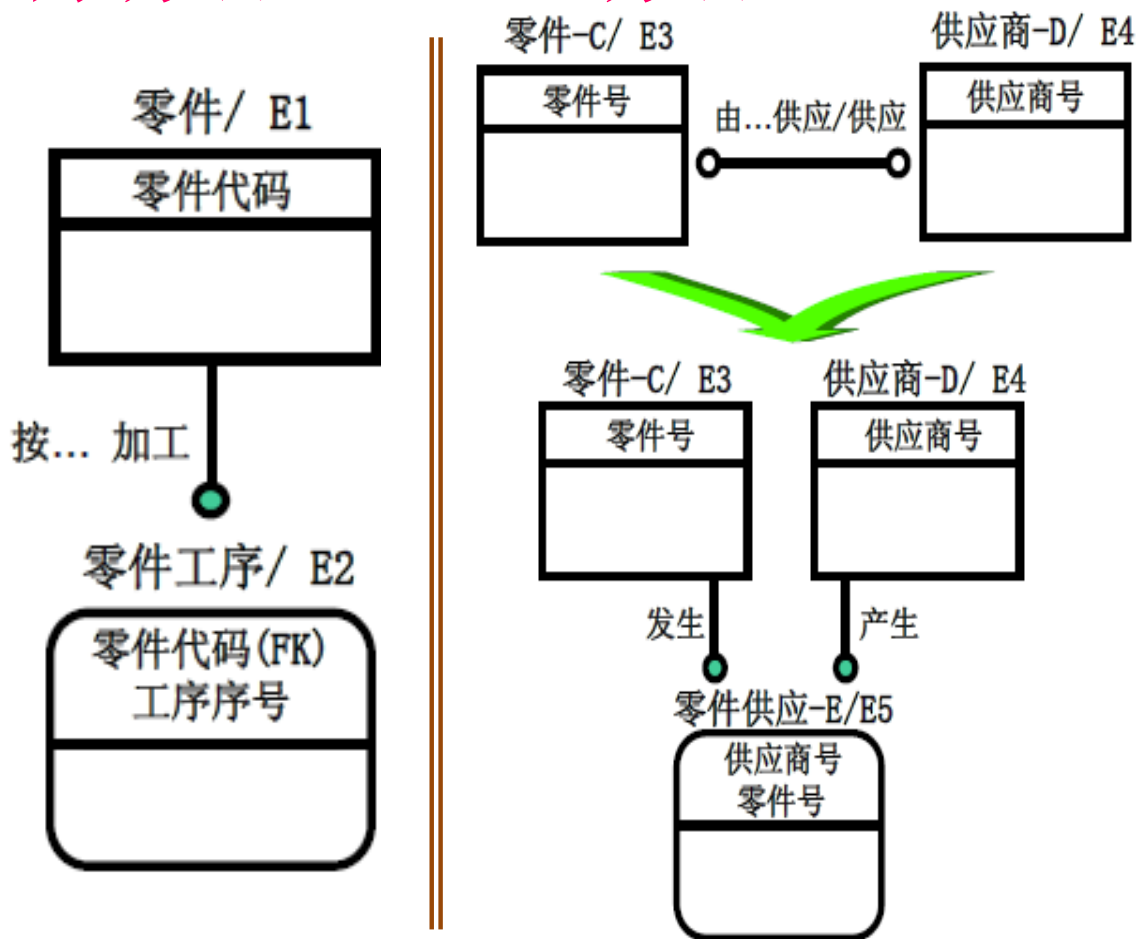 零件/ E1
零件代码
按... 加工
零件工序/ E2
零件代码(FK)
工序序号
零件-C/ E3
供应商-D/ E4
零件号
供应商号
由...供应/供应
零件-C/ E3
供应商-D/ E4
零件号
供应商号
发生
产生
零件供应-E/E5
供应商号
零件号